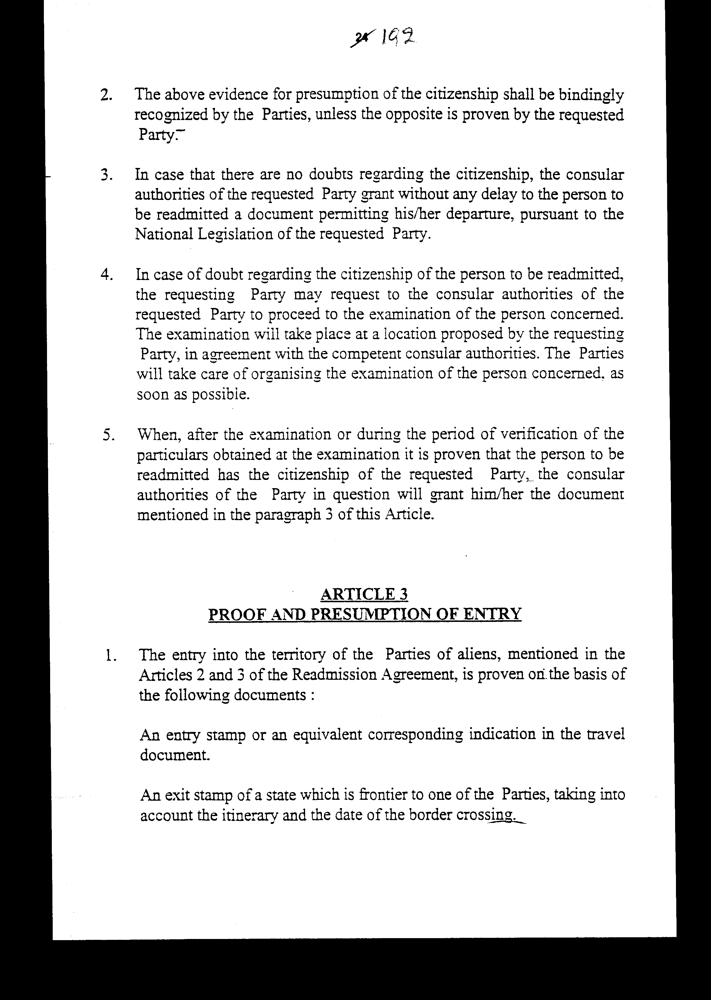 24 192
2. The above evidence for presumption of the citizenship shall be bindingly
recognized by the Parties, unless the opposite is proven by the requested
Party.
3. In case that there are no doubts regarding the citizenship, the consular
authorities of the requested Party grant without any delay to the person to
be readmitted a document permitting his/her departure, pursuant to the
National Legislation of the requested Party.
4. In case of doubt regarding the citizenship of the person to be readmitted,
the requesting Party may request to the consular authorities of the
requested Party to proceed to the examination of the person concerned.
The examination will take place at a location proposed by the requesting
Party, in agreement with the competent consular authorities. The Parties
will take care of organising the examination of the person concerned, as
soon as possible.
5. When, after the examination or during the period of verification of the
particulars obtained at the examination it is proven that the person to be
readmitted has the citizenship of the requested Party, the consular
authorities of the Party in question will grant him/her the document
mentioned in the paragraph 3 of this Article.
ARTICLE 3
PROOF AND PRESUMPTION OF ENTRY
1. The entry into the territory of the Parties of aliens, mentioned in the
Articles 2 and 3 of the Readmission Agreement, is proven on the basis of
the following documents :
An entry stamp or an equivalent corresponding indication in the travel
document.
An exit stamp of a state which is frontier to one of the Parties, taking into
account the itinerary and the date of the border crossing.